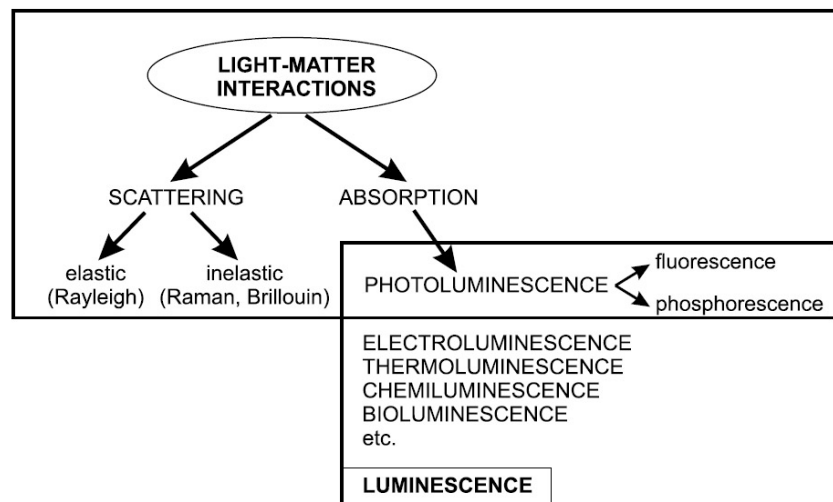 LIGHT-MATTER
INTERACTIONS
SCATTERING
ABSORPTION
elastic
(Rayleigh)
inelastic
(Raman, Brillouin)
PHOTOLUMINESCENCE
fluorescence
phosphorescence
ELECTROLUMINESCENCE
THERMOLUMINESCENCE
CHEMILUMINESCENCE
BIOLUMINESCENCE
etc.
LUMINESCENCE